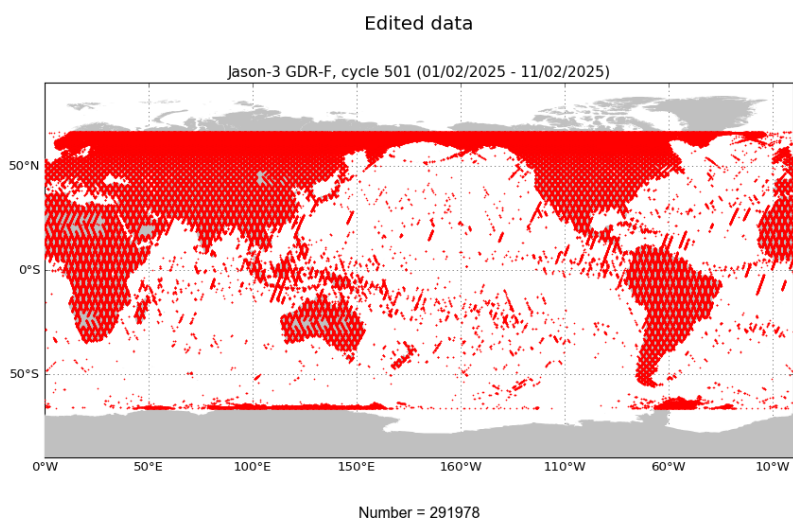 Edited data
Jason-3 GDR-F, cycle 501 (01/02/2025 - 11/02/2025)
50°N
0°S
50°S
0°W 50°E 100°E 150°E 160°W 110°W 60°W 10°W
Number = 291978